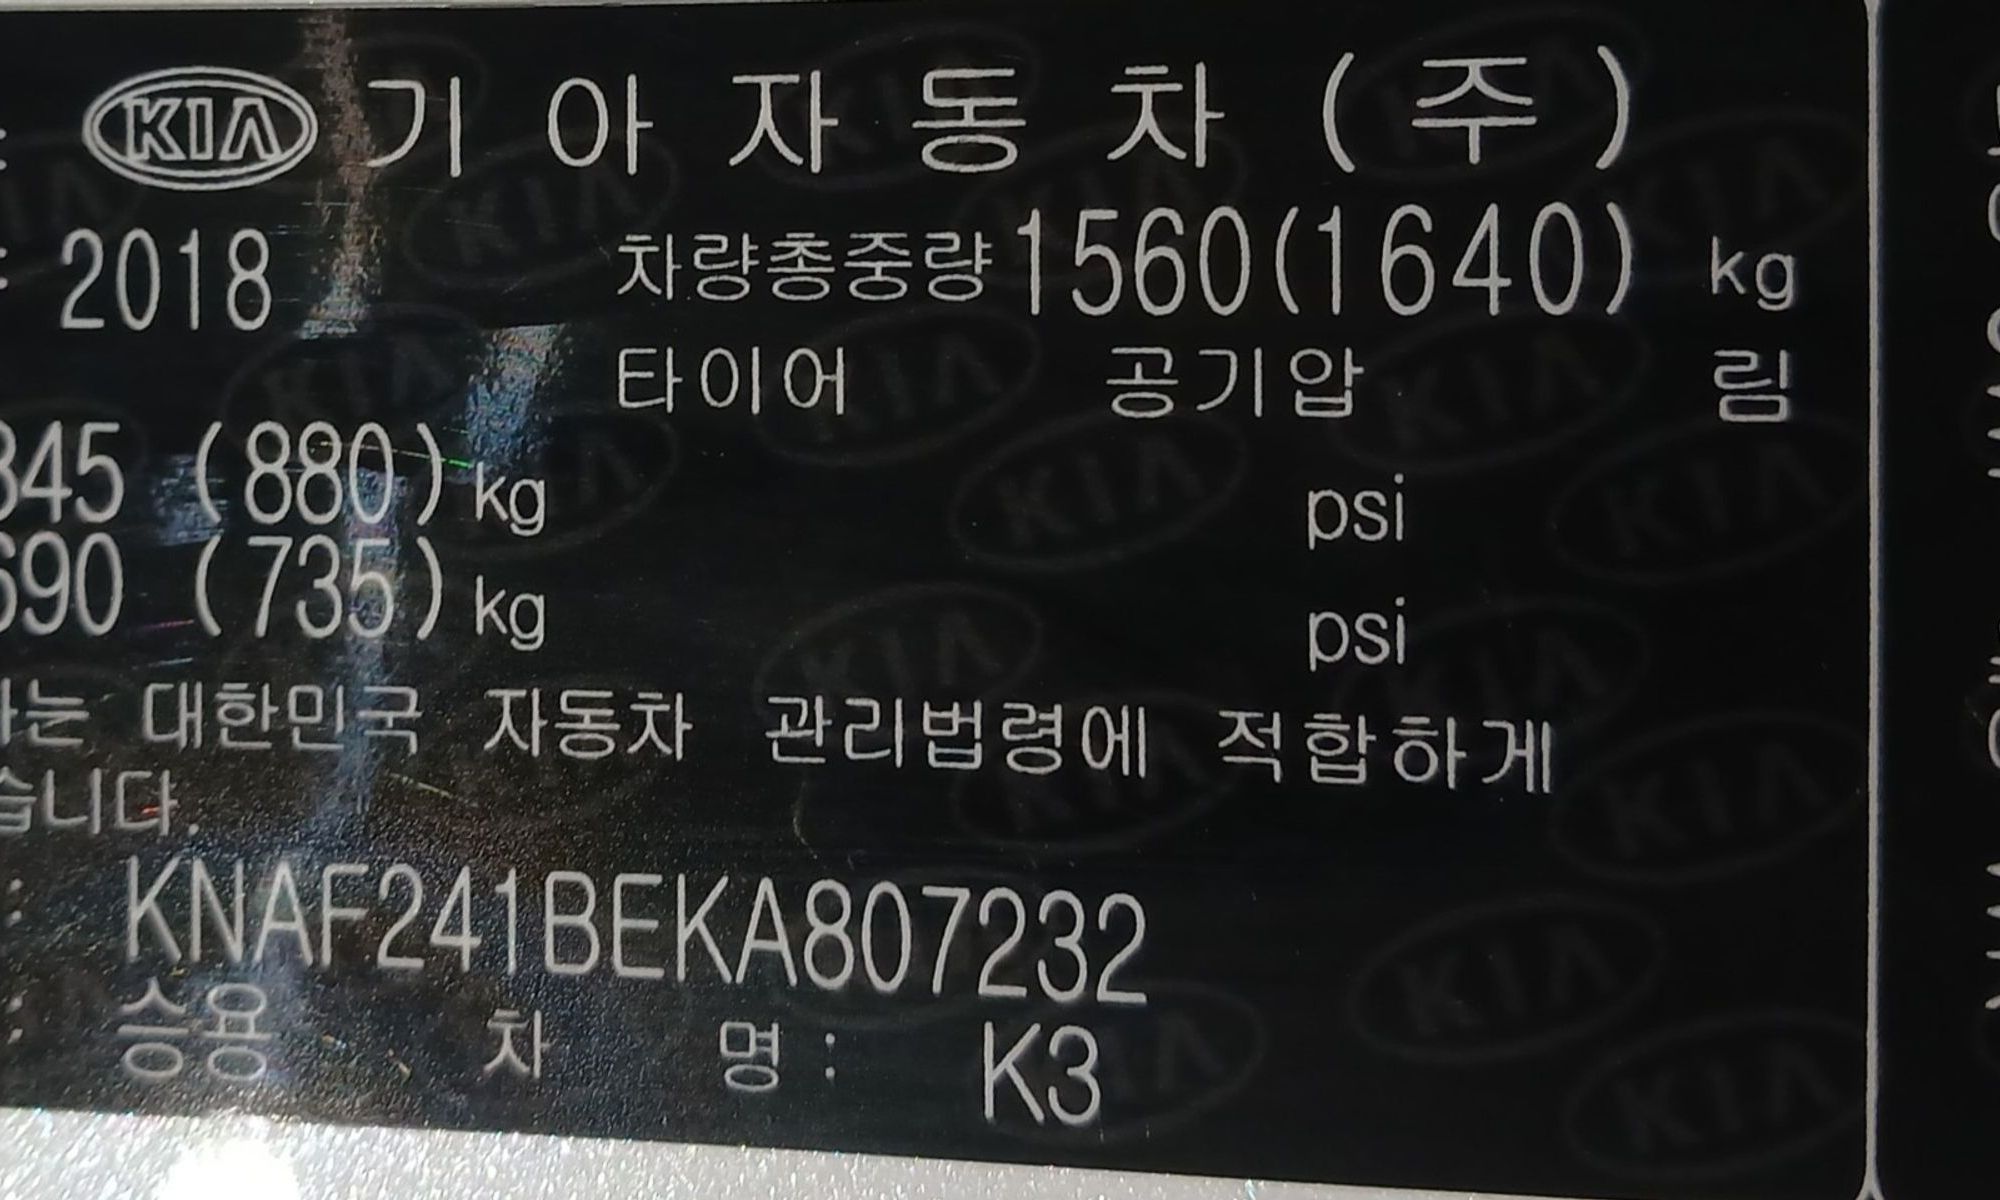 KIA 기아자동차(주)
2018 차량총중량 1560(1640) kg
타이어 공기압 림
845 (880) kg psi
690 (735) kg psi
는 대한민국 자동차 관리법령에 적합하게
습니다.
: KNAF241BEKA807232
: 승용 차 명: K3